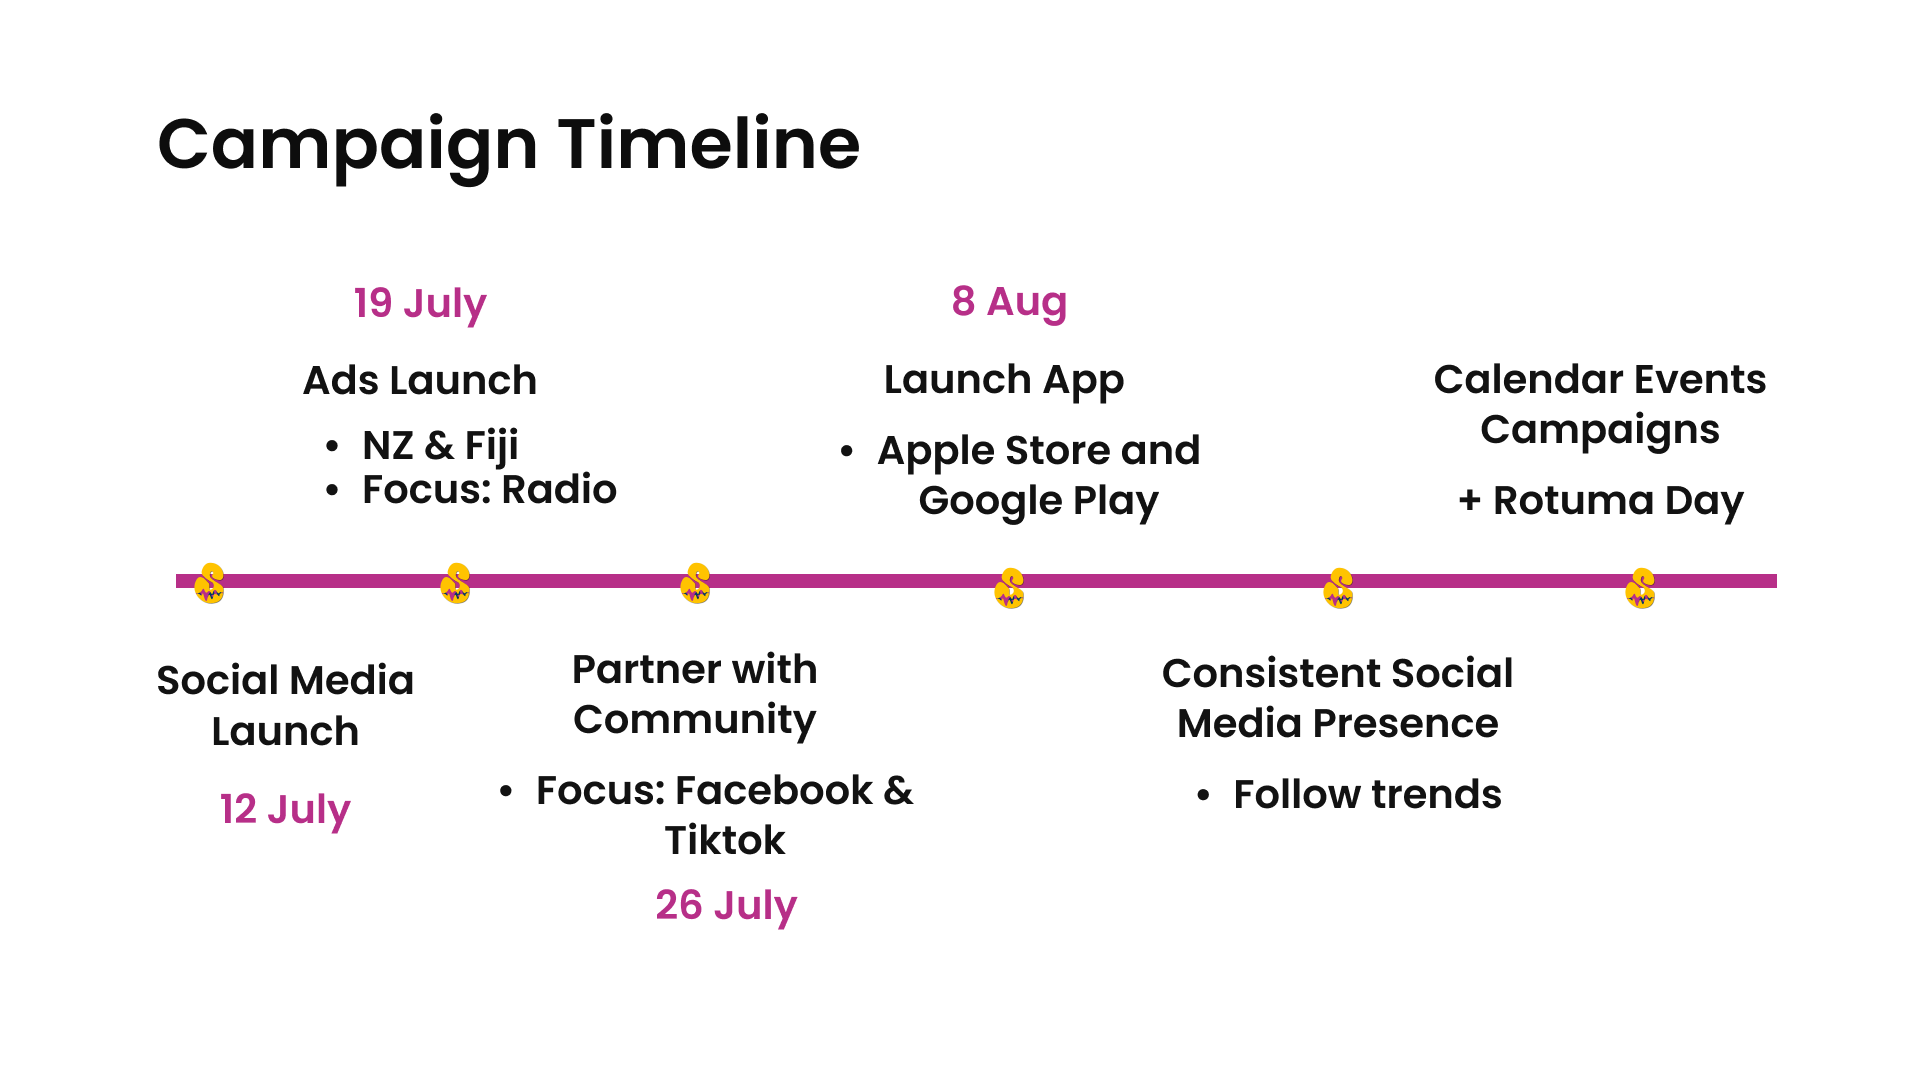 Campaign Timeline
19 July
Ads Launch
• NZ & Fiji
• Focus: Radio
8 Aug
Launch App
• Apple Store and
Google Play
Calendar Events
Campaigns
+ Rotuma Day
Social Media
Launch
12 July
Partner with
Community
• Focus: Facebook &
Tiktok
26 July
Consistent Social
Media Presence
• Follow trends